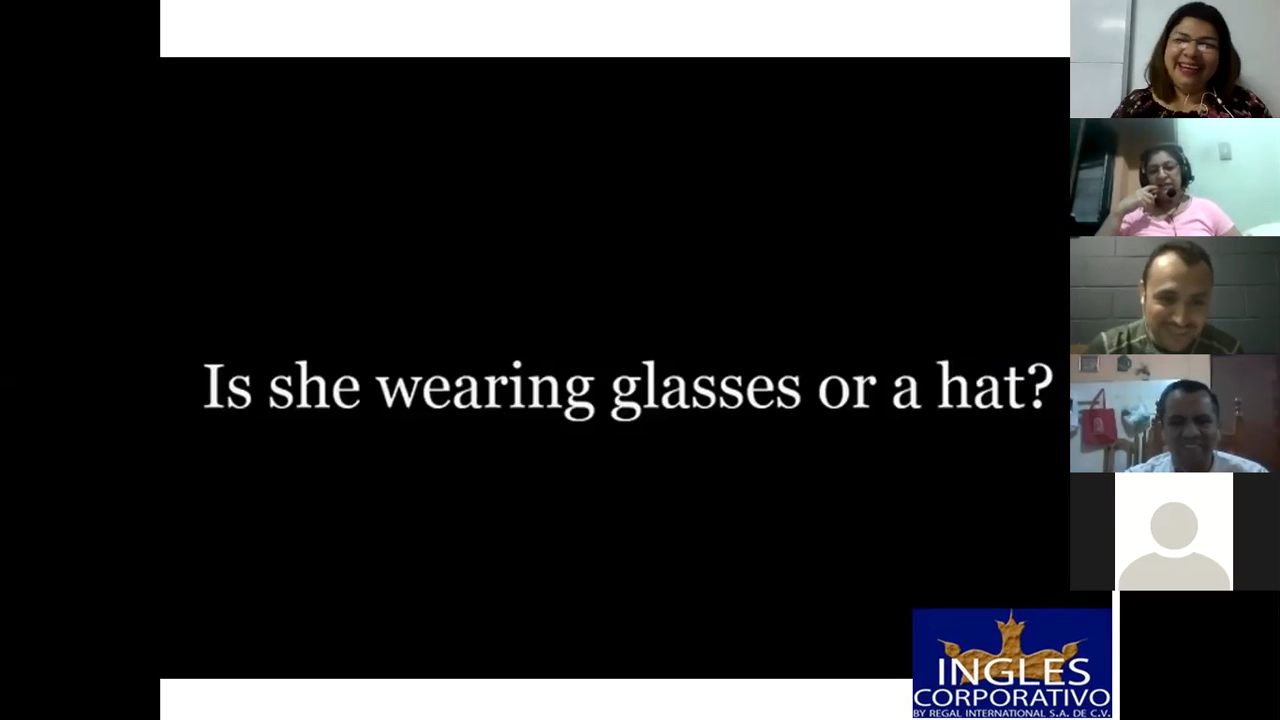 Is she wearing glasses or a hat?
INGLES
CORPORATIVO
BY REGAL INTERNATIONAL S.A. DE C.V.